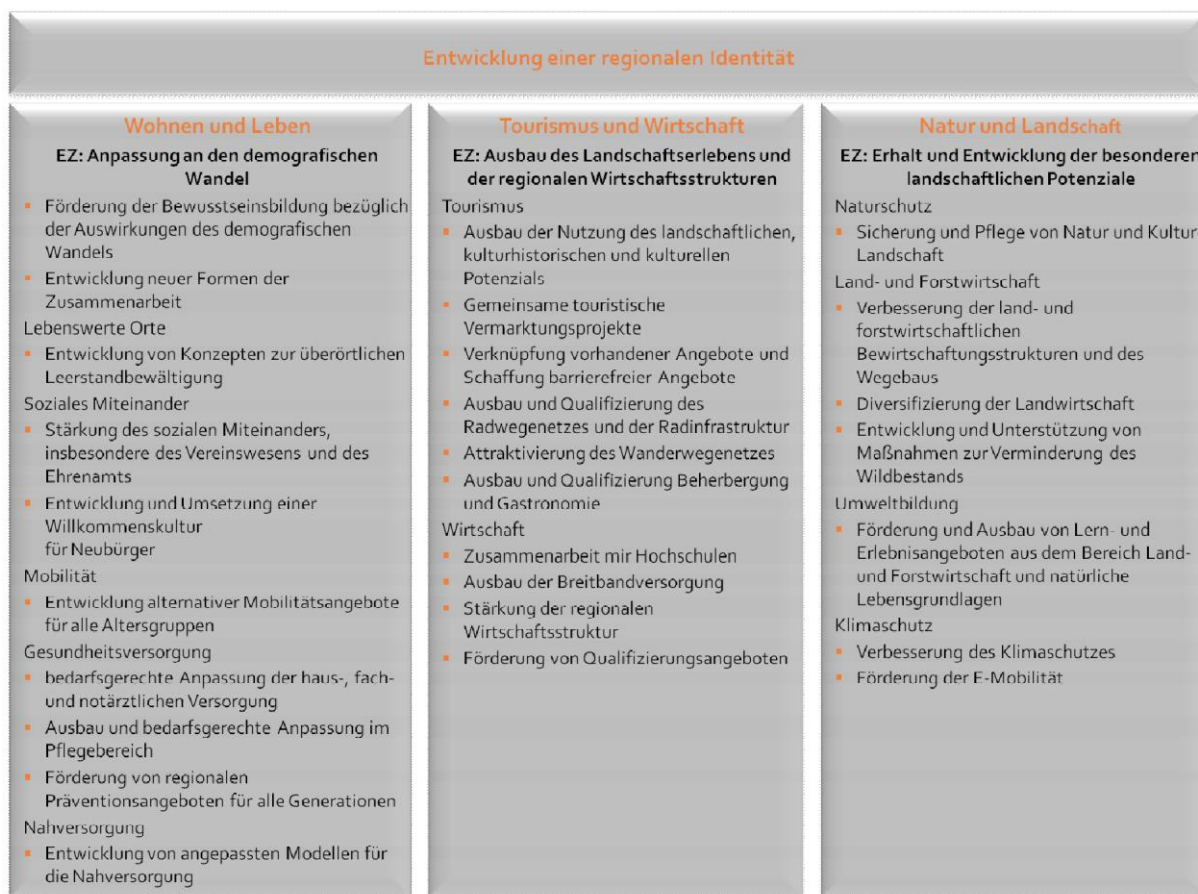 Entwicklung einer regionalen Identität
Wohnen und Leben
EZ: Anpassung an den demografischen
Wandel
▪ Förderung der Bewusstseinsbildung bezüglich
der Auswirkungen des demografischen
Wandels
▪ Entwicklung neuer Formen der
Zusammenarbeit
Lebenswerte Orte
▪ Entwicklung von Konzepten zur überörtlichen
Leerstandbewältigung
Soziales Miteinander
▪ Stärkung des sozialen Miteinanders,
insbesondere des Vereinswesens und des
Ehrenamts
▪ Entwicklung und Umsetzung einer
Willkommenskultur
für Neubürger
Mobilität
▪ Entwicklung alternativer Mobilitätsangebote
für alle Altersgruppen
Gesundheitsversorgung
▪ bedarfsgerechte Anpassung der haus-, fach-
und notärztlichen Versorgung
▪ Ausbau und bedarfsgerechte Anpassung im
Pflegebereich
▪ Förderung von regionalen
Präventionsangeboten für alle Generationen
Nahversorgung
▪ Entwicklung von angepassten Modellen für
die Nahversorgung
Tourismus und Wirtschaft
EZ: Ausbau des Landschaftserlebens und
der regionalen Wirtschaftsstrukturen
Tourismus
▪ Ausbau der Nutzung des landschaftlichen,
kulturhistorischen und kulturellen
Potenzials
▪ Gemeinsame touristische
Vermarktungsprojekte
▪ Verknüpfung vorhandener Angebote und
Schaffung barrierefreier Angebote
▪ Ausbau und Qualifizierung des
Radwegenetzes und der Radinfrastruktur
▪ Attraktivierung des Wanderwegenetzes
▪ Ausbau und Qualifizierung Beherbergung
und Gastronomie
Wirtschaft
▪ Zusammenarbeit mir Hochschulen
▪ Ausbau der Breitbandversorgung
▪ Stärkung der regionalen
Wirtschaftsstruktur
▪ Förderung von Qualifizierungsangeboten
Natur und Landschaft
EZ: Erhalt und Entwicklung der besonderen
landschaftlichen Potenziale
Naturschutz
▪ Sicherung und Pflege von Natur und Kultur
Landschaft
Land- und Forstwirtschaft
▪ Verbesserung der land- und
forstwirtschaftlichen
Bewirtschaftungsstrukturen und des
Wegebaus
▪ Diversifizierung der Landwirtschaft
▪ Entwicklung und Unterstützung von
Maßnahmen zur Verminderung des
Wildbestands
Umweltbildung
▪ Förderung und Ausbau von Lern- und
Erlebnisangeboten aus dem Bereich Land-
und Forstwirtschaft und natürliche
Lebensgrundlagen
Klimaschutz
▪ Verbesserung des Klimaschutzes
▪ Förderung der E-Mobilität